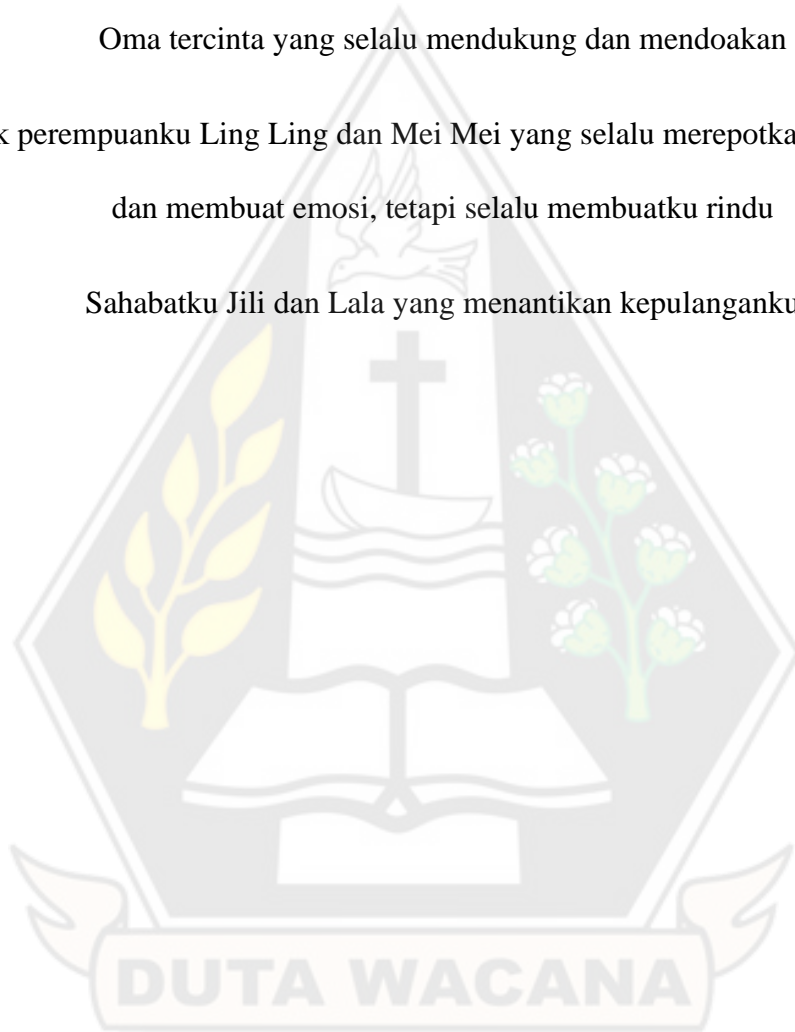 Oma tercinta yang selalu mendukung dan mendoakan
k perempuanku Ling Ling dan Mei Mei yang selalu merepotka
dan membuat emosi, tetapi selalu membuatku rindu
Sahabatku Jili dan Lala yang menantikan kepulanganku
DUTA WACANA